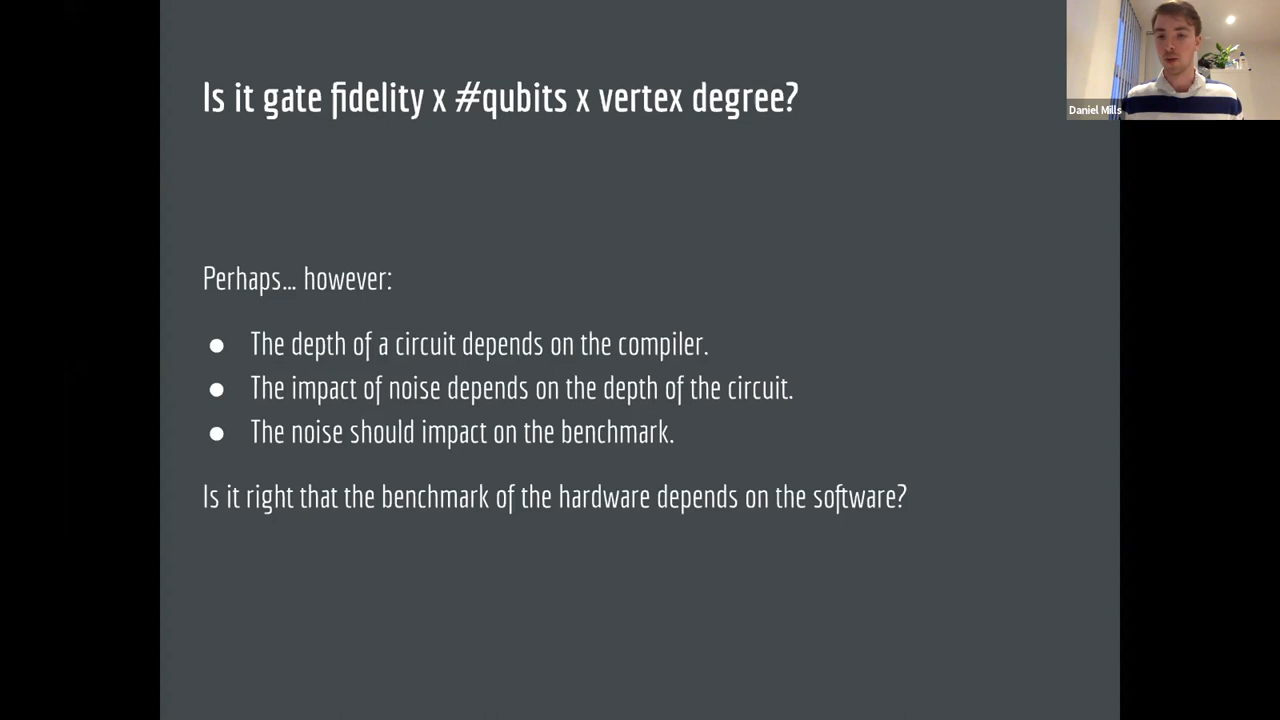 Is it gate fidelity x #qubits x vertex degree?
Daniel Mills
Perhaps... however:
● The depth of a circuit depends on the compiler.
● The impact of noise depends on the depth of the circuit.
● The noise should impact on the benchmark.
Is it right that the benchmark of the hardware depends on the software?